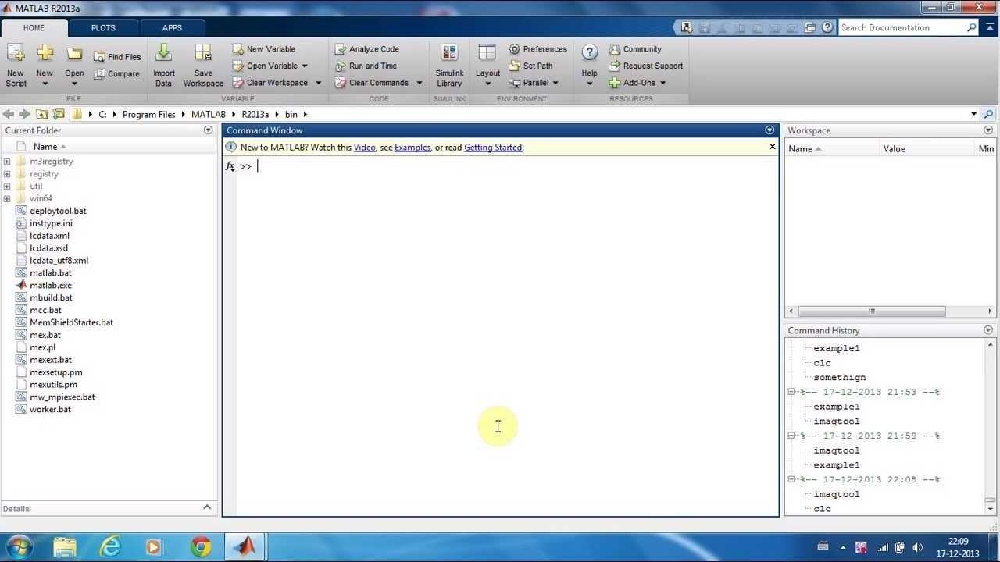 MATLAB R2013a
HOME PLOTS APPS
Search Documentation
New Script
New
Open
Find Files
Compare
FILE
Import Data
Save Workspace
New Variable
Open Variable
Clear Workspace
VARIABLE
Analyze Code
Run and Time
Clear Commands
CODE
Simulink Library
SIMULINK
Layout
Preferences
Set Path
Parallel
ENVIRONMENT
Help
Community
Request Support
Add-Ons
RESOURCES
C: Program Files MATLAB R2013a bin
Current Folder
Name
m3iregistry
registry
util
win64
deploytool.bat
insttype.ini
lcdata.xml
lcdata.xsd
lcdata_utf8.xml
matlab.bat
matlab.exe
mbuild.bat
mcc.bat
MemShieldStarter.bat
mex.bat
mex.pl
mexext.bat
mexsetup.pm
mexutils.pm
mw_mpiexec.bat
worker.bat
Details
Command Window
New to MATLAB? Watch this Video, see Examples, or read Getting Started.
fx >>
Workspace
Name Value Min
Command History
example1
clc
somethign
%-- 17-12-2013 21:53 --%
example1
imaqtool
%-- 17-12-2013 21:59 --%
imaqtool
example1
%-- 17-12-2013 22:08 --%
imaqtool
clc
22:09
17-12-2013